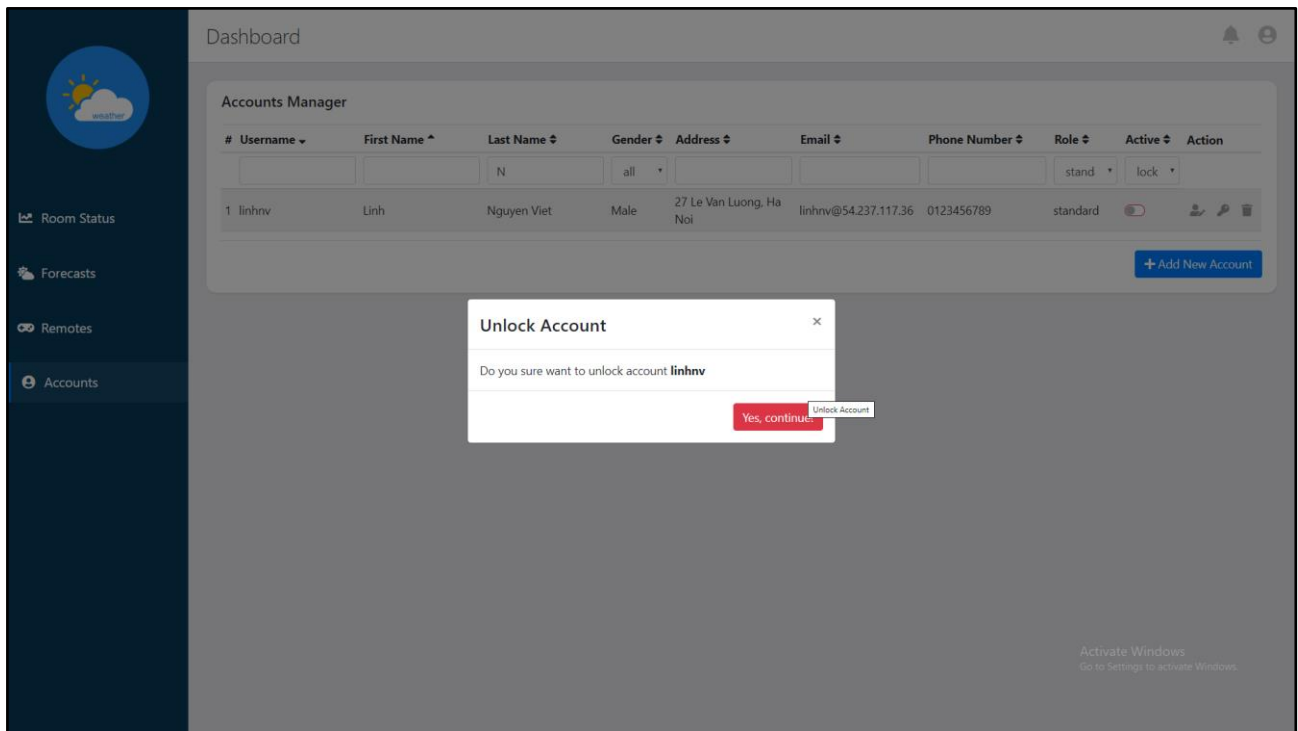 weather
Room Status
Forecasts
Remotes
Accounts
Dashboard
Accounts Manager
# Username First Name Last Name Gender Address Email Phone Number Role Active Action
N all stand lock
1 linhnv Linh Nguyen Viet Male 27 Le Van Luong, Ha Noi linhnv@54.237.117.36 0123456789 standard
+ Add New Account
Unlock Account ×
Do you sure want to unlock account linhnv
Yes, continue!
Unlock Account
Activate Windows
Go to Settings to activate Windows.